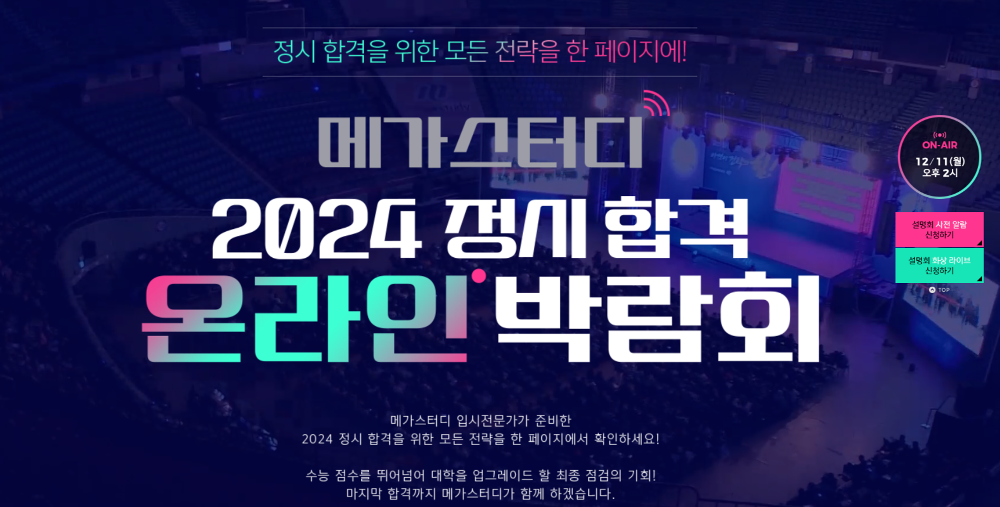 정시 합격을 위한 모든 전략을 한 페이지에!
메가스터디
2024 정시 합격
온라인 박람회
메가스터디 입시전문가가 준비한
2024 정시 합격을 위한 모든 전략을 한 페이지에서 확인하세요!
수능 점수를 뛰어넘어 대학을 업그레이드 할 최종 점검의 기회!
마지막 합격까지 메가스터디가 함께 하겠습니다.
ON-AIR
12/11(월)
오후 2시
설명회 사전 알람
신청하기
설명회 화상 라이브
신청하기
TOP